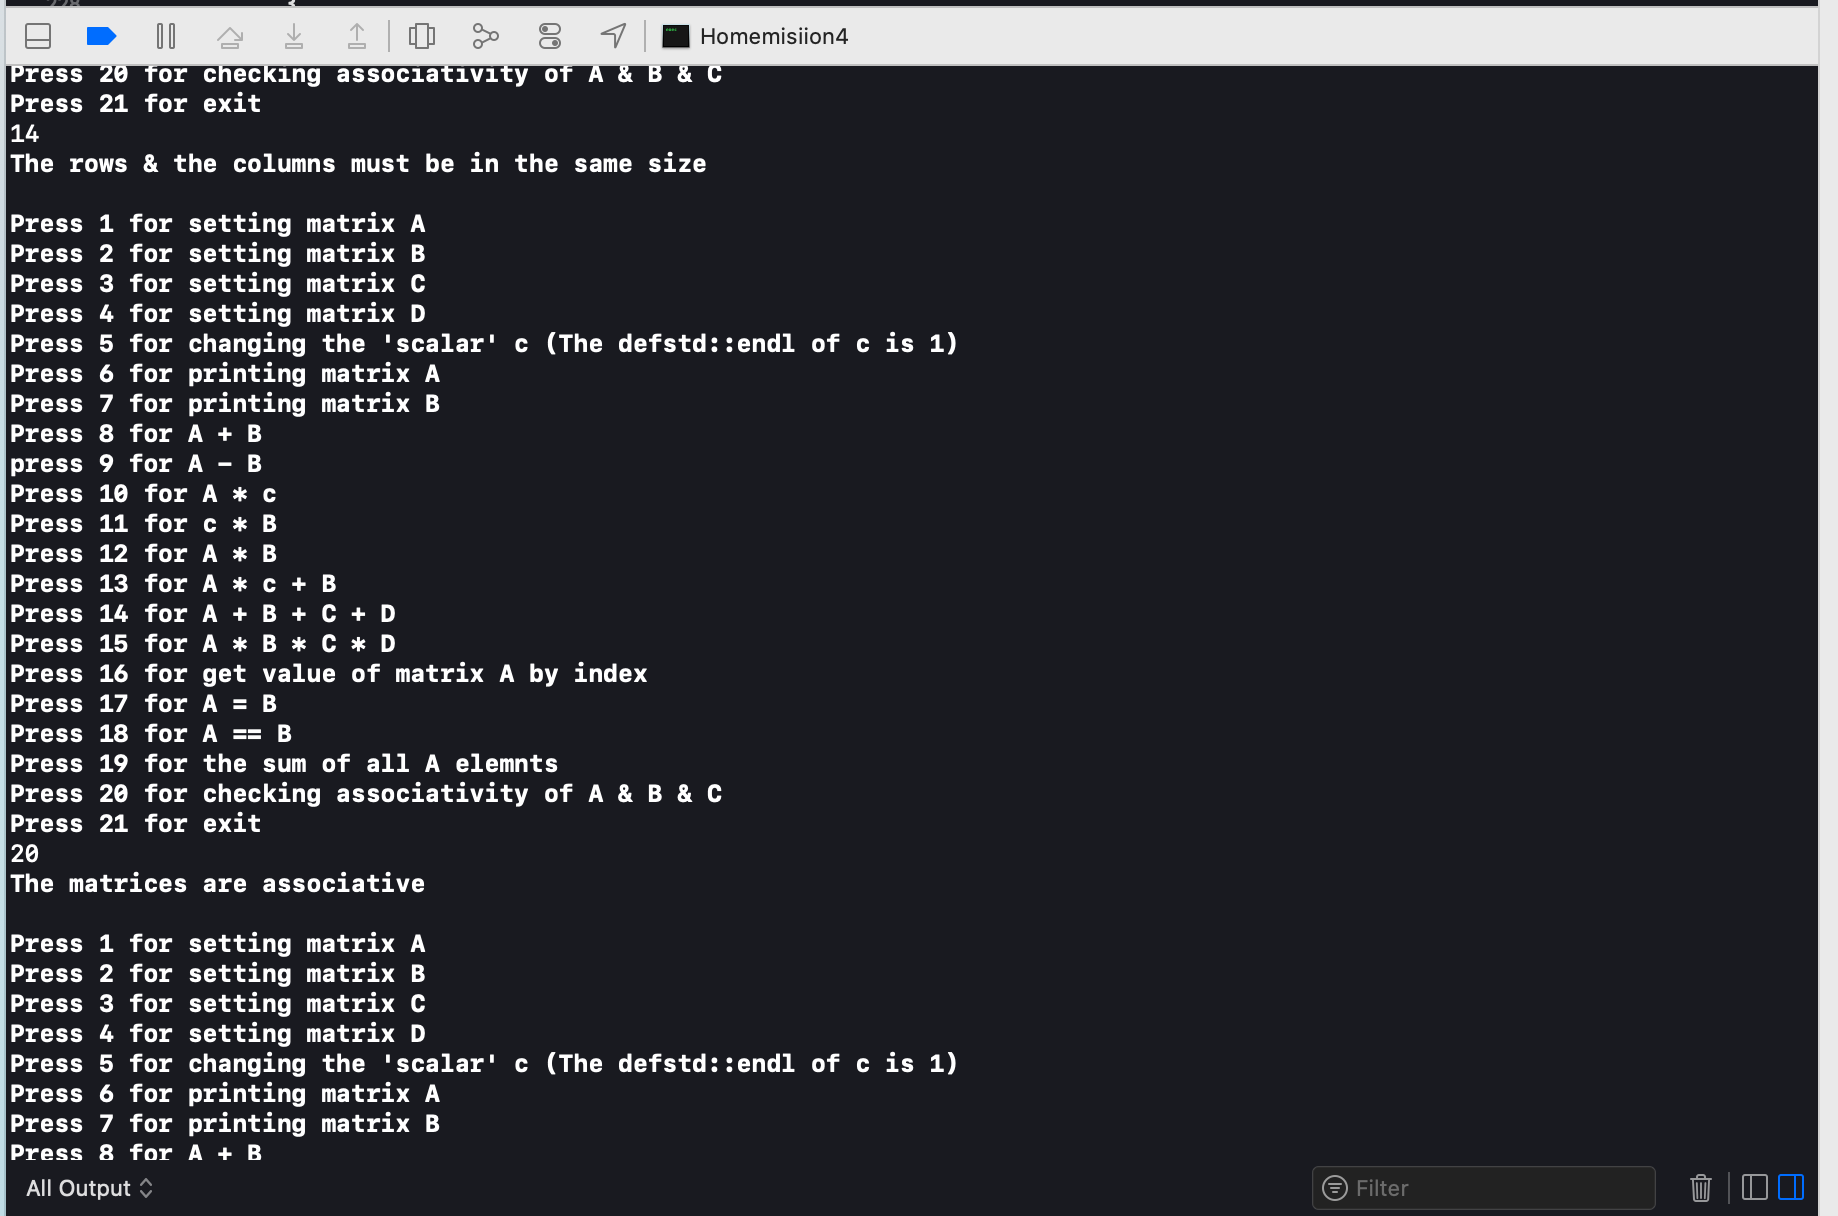 228
Homemisiion4
Press 20 for checking associativity of A & B & C
Press 21 for exit
14
The rows & the columns must be in the same size
Press 1 for setting matrix A
Press 2 for setting matrix B
Press 3 for setting matrix C
Press 4 for setting matrix D
Press 5 for changing the 'scalar' c (The defstd::endl of c is 1)
Press 6 for printing matrix A
Press 7 for printing matrix B
Press 8 for A + B
press 9 for A - B
Press 10 for A * c
Press 11 for c * B
Press 12 for A * B
Press 13 for A * c + B
Press 14 for A + B + C + D
Press 15 for A * B * C * D
Press 16 for get value of matrix A by index
Press 17 for A = B
Press 18 for A == B
Press 19 for the sum of all A elemnts
Press 20 for checking associativity of A & B & C
Press 21 for exit
20
The matrices are associative
Press 1 for setting matrix A
Press 2 for setting matrix B
Press 3 for setting matrix C
Press 4 for setting matrix D
Press 5 for changing the 'scalar' c (The defstd::endl of c is 1)
Press 6 for printing matrix A
Press 7 for printing matrix B
Press 8 for A + B
All Output
Filter